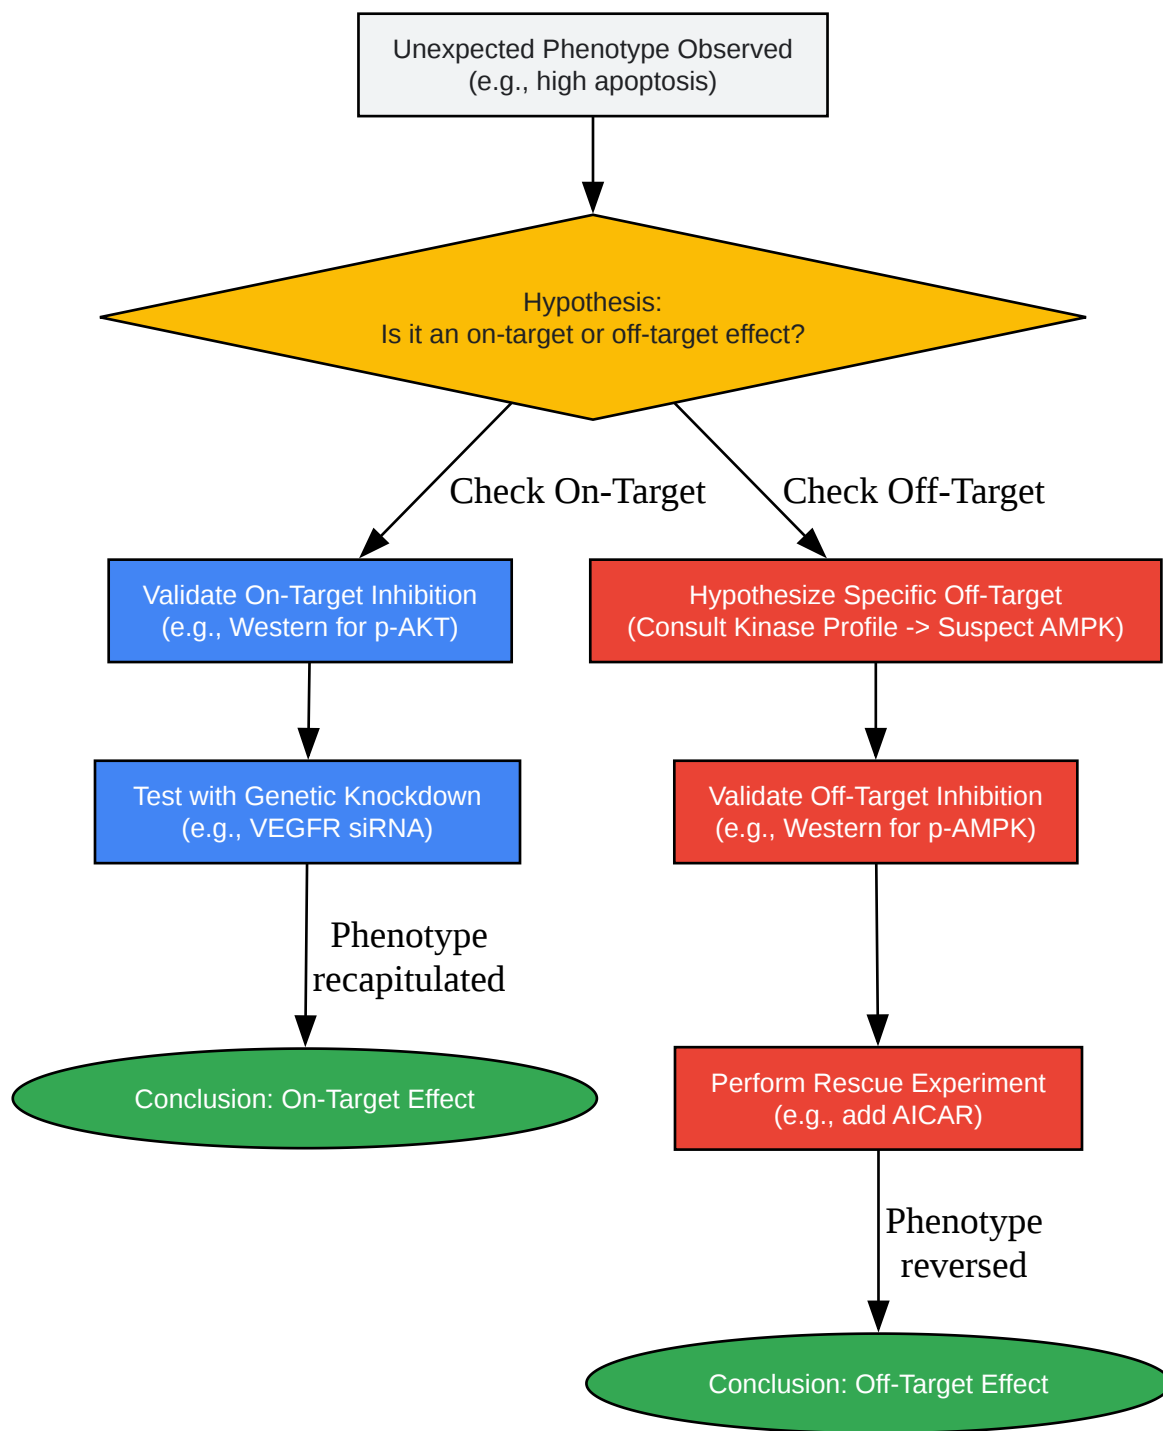 Unexpected Phenotype Observed
(e.g., high apoptosis)
Hypothesis:
Is it an on-target or off-target effect?
Check On-Target
Check Off-Target
Validate On-Target Inhibition
(e.g., Western for p-AKT)
Hypothesize Specific Off-Target
(Consult Kinase Profile -> Suspect AMPK)
Test with Genetic Knockdown
(e.g., VEGFR siRNA)
Validate Off-Target Inhibition
(e.g., Western for p-AMPK)
Phenotype
recapitulated
Conclusion: On-Target Effect
Perform Rescue Experiment
(e.g., add AICAR)
Phenotype
reversed
Conclusion: Off-Target Effect